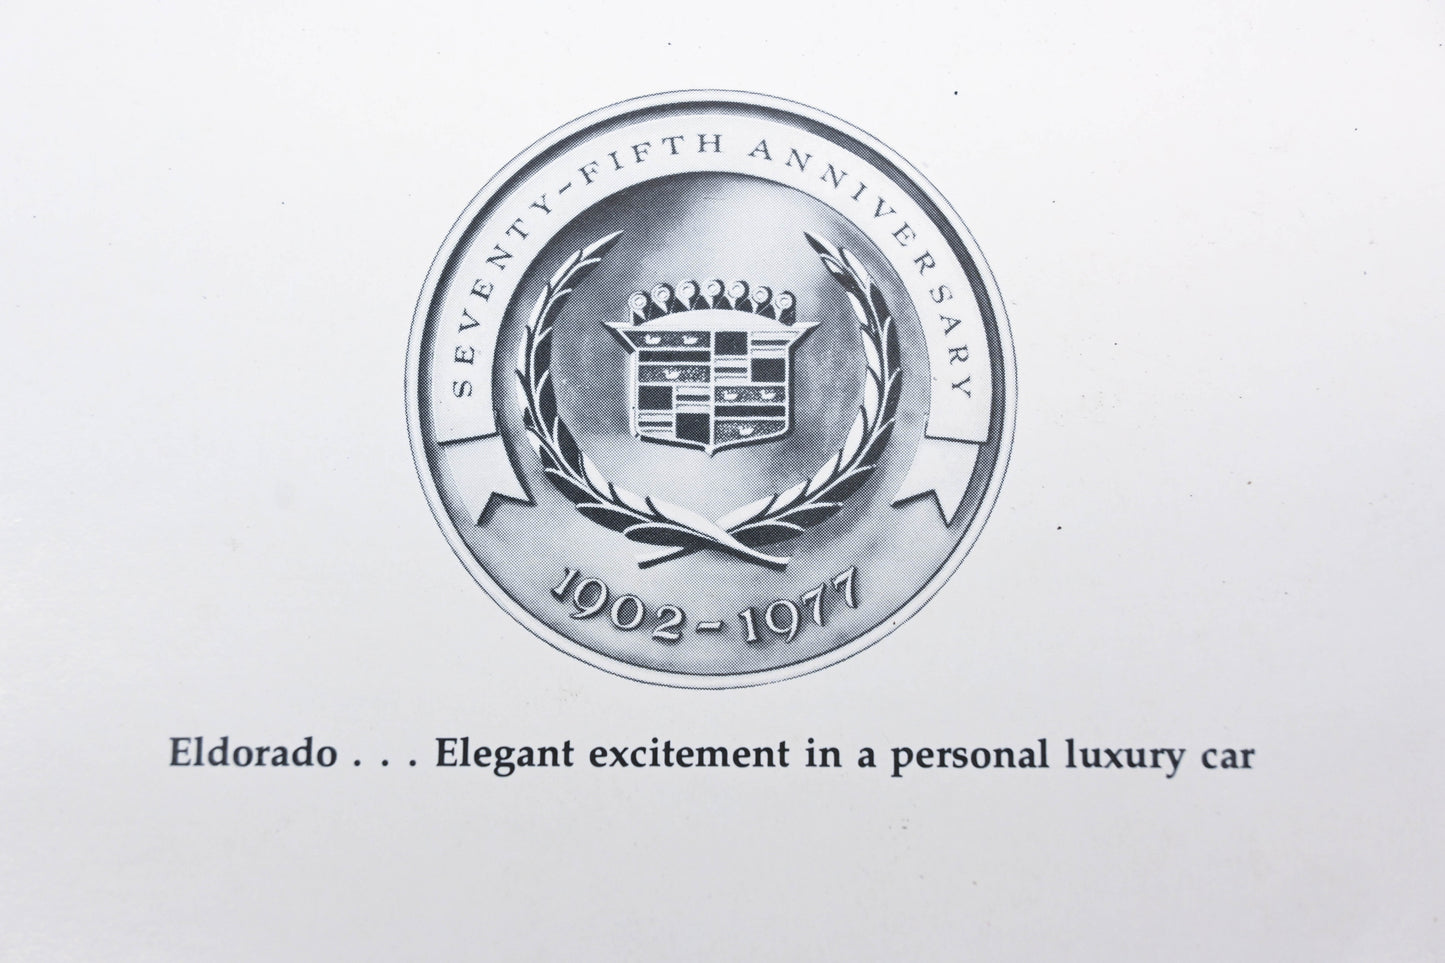 SEVENTY-FIFTH ANNIVERSARY
1902-1977
Eldorado . . . Elegant excitement in a personal luxury car